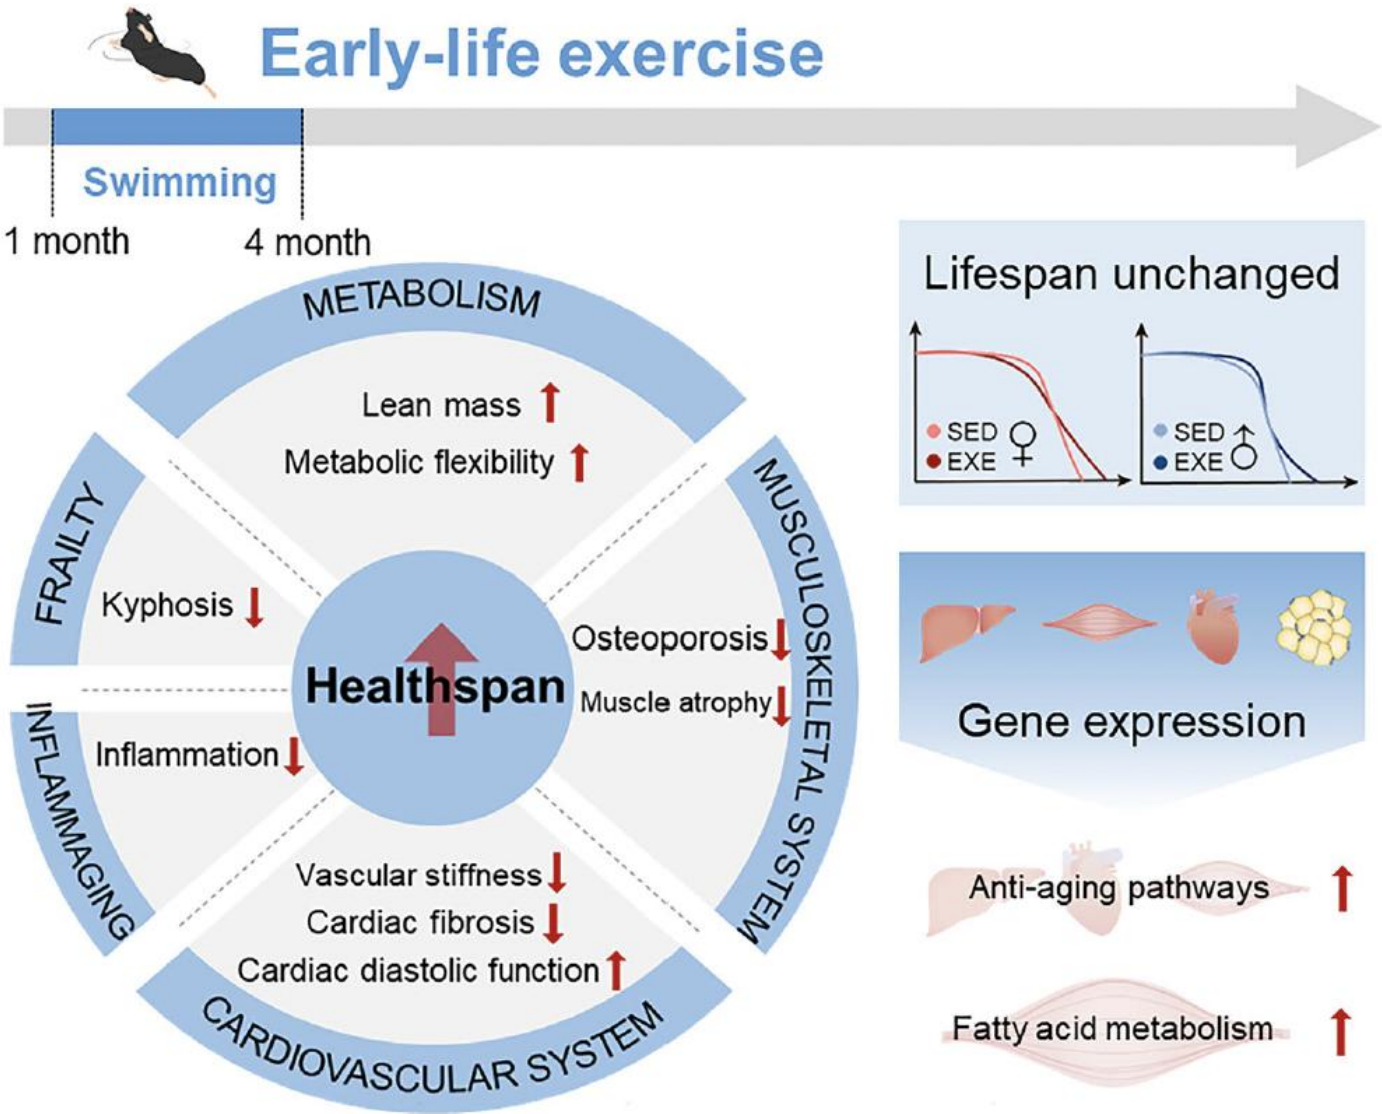 Early-life exercise
Swimming
1 month
4 month
METABOLISM
Lean mass
Metabolic flexibility
FRAILTY
Kyphosis
MUSCULOSKELETAL SYSTEM
Osteoporosis
Muscle atrophy
Healthspan
INFLAMMAGING
Inflammation
Vascular stiffness
Cardiac fibrosis
Cardiac diastolic function
CARDIOVASCULAR SYSTEM
Lifespan unchanged
SED ♀
EXE
SED ♂
EXE
Gene expression
Anti-aging pathways
Fatty acid metabolism